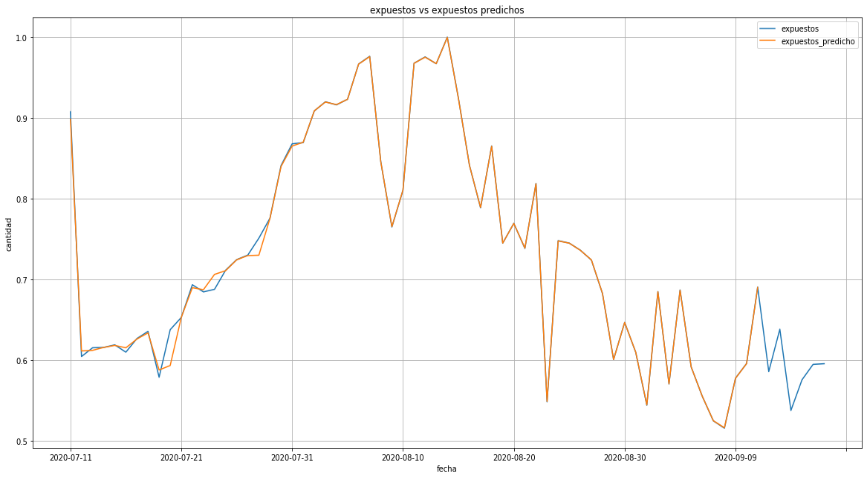 expuestos vs expuestos predichos
expuestos
expuestos_predicho
cantidad
1.0
0.9
0.8
0.7
0.6
0.5
2020-07-11
2020-07-21
2020-07-31
2020-08-10
2020-08-20
2020-08-30
2020-09-09
fecha